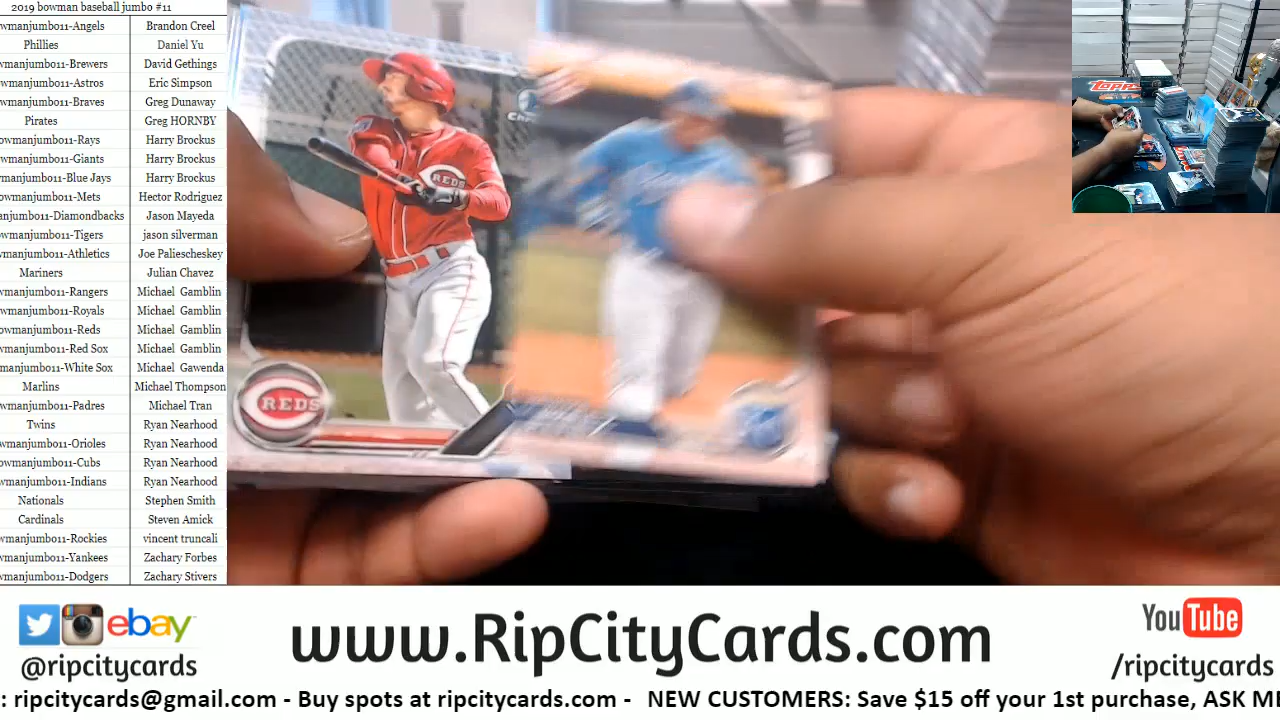 2019 bowman baseball jumbo #11
wmanjumbo11-Angels Brandon Creel
Phillies Daniel Yu
wmanjumbo11-Brewers David Gethings
owmanjumbo11-Astros Eric Simpson
wmanjumbo11-Braves Greg Dunaway
Pirates Greg HORNBY
owmanjumbo11-Rays Harry Brockus
wmanjumbo11-Giants Harry Brockus
manjumbo11-Blue Jays Harry Brockus
owmanjumbo11-Mets Hector Rodriguez
anjumbo11-Diamondbacks Jason Mayeda
owmanjumbo11-Tigers jason silverman
wmanjumbo11-Athletics Joe Paliescheskey
Mariners Julian Chavez
wmanjumbo11-Rangers Michael Gamblin
wmanjumbo11-Royals Michael Gamblin
owmanjumbo11-Reds Michael Gamblin
manjumbo11-Red Sox Michael Gamblin
manjumbo11-White Sox Michael Gawenda
Marlins Michael Thompson
wmanjumbo11-Padres Michael Tran
Twins Ryan Nearhood
wmanjumbo11-Orioles Ryan Nearhood
owmanjumbo11-Cubs Ryan Nearhood
wmanjumbo11-Indians Ryan Nearhood
Nationals Stephen Smith
Cardinals Steven Amick
wmanjumbo11-Rockies vincent truncali
wmanjumbo11-Yankees Zachary Forbes
wmanjumbo11-Dodgers Zachary Stivers
REDS
REDS
Topps
ebay
@ripcitycards
www.RipCityCards.com
YouTube
/ripcitycards
: ripcitycards@gmail.com - Buy spots at ripcitycards.com - NEW CUSTOMERS: Save $15 off your 1st purchase, ASK M